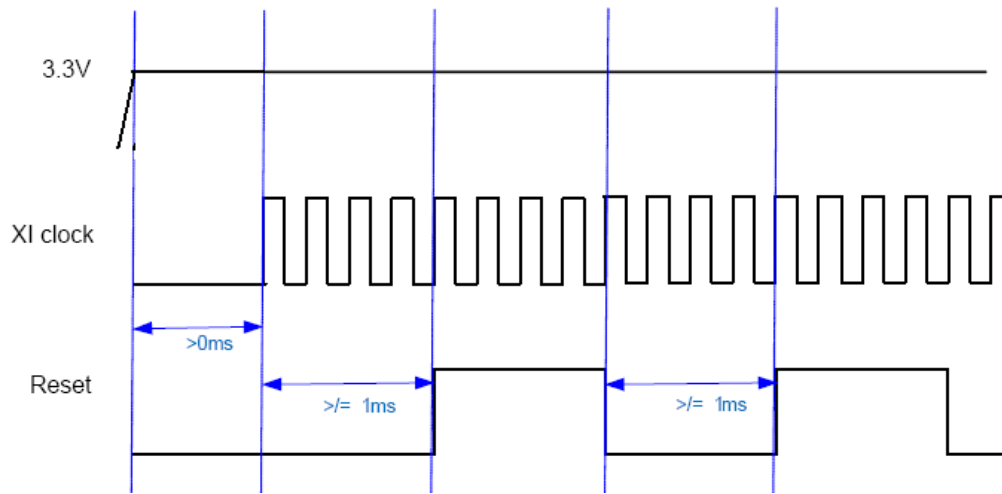 3.3V
XI clock
>0ms
Reset
>/= 1ms
>/= 1ms